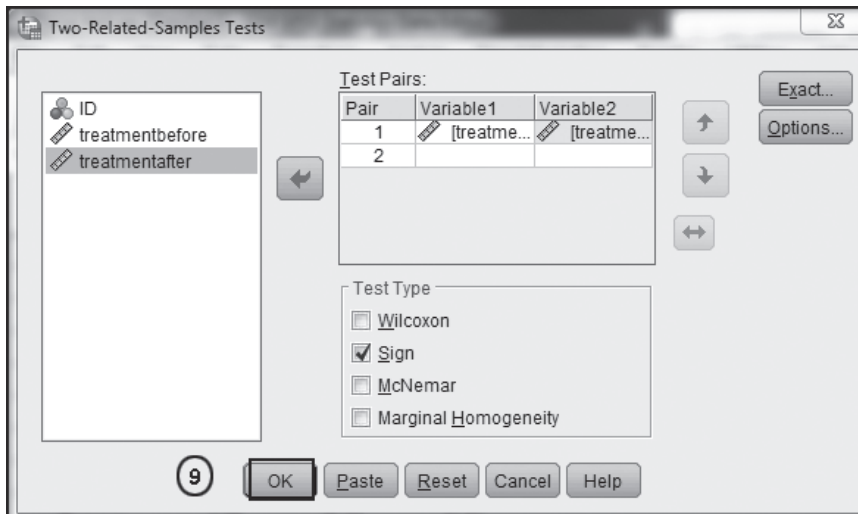 Two-Related-Samples Tests
ID
treatmentbefore
treatmentafter
Test Pairs:
Pair Variable1 Variable2
1 [treatme... [treatme...
2
Exact...
Options...
Test Type
Wilcoxon
Sign
McNemar
Marginal Homogeneity
9 OK Paste Reset Cancel Help